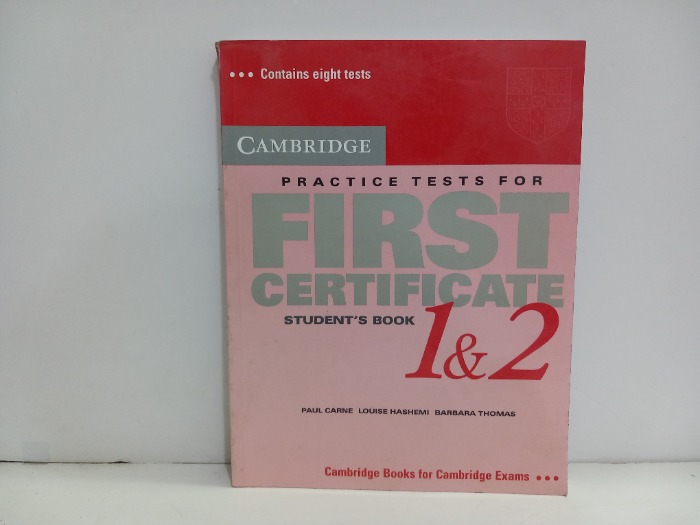 ••• Contains eight tests
CAMBRIDGE
PRACTICE TESTS FOR
FIRST
CERTIFICATE
STUDENT'S BOOK
1&2
PAUL CARNE LOUISE HASHEMI BARBARA THOMAS
Cambridge Books for Cambridge Exams •••